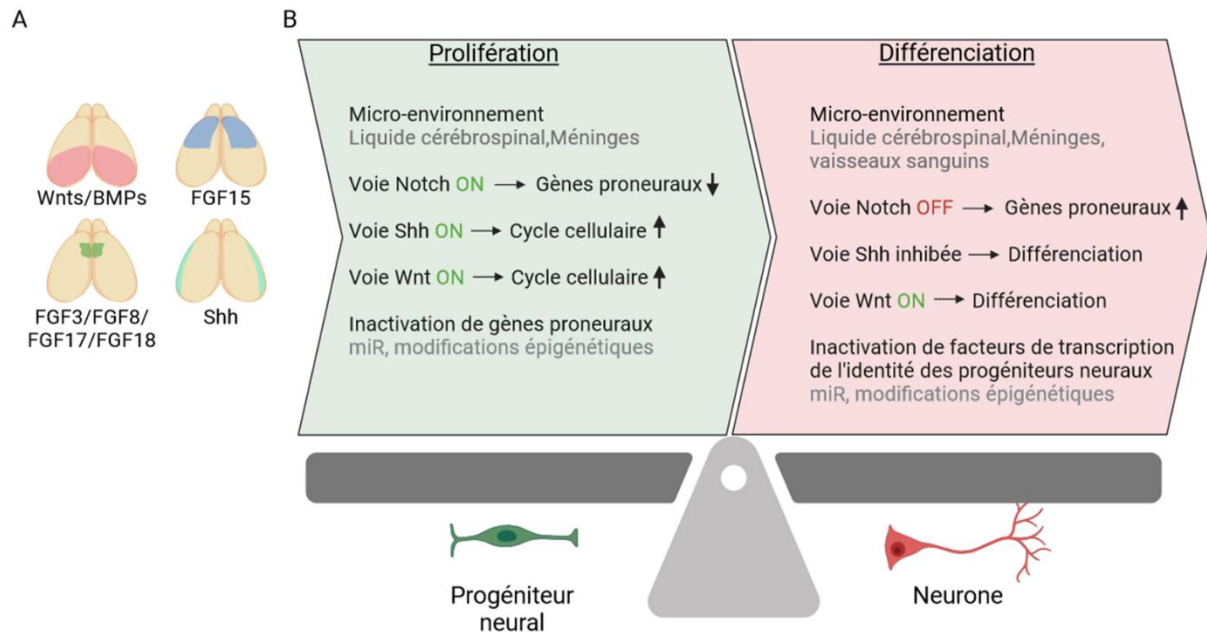 A
Wnts/BMPs
FGF15
FGF3/FGF8/
FGF17/FGF18
Shh
B
Prolifération
Micro-environnement
Liquide cérébrospinal,Méninges
Voie Notch ON → Gènes proneuraux ↓
Voie Shh ON → Cycle cellulaire ↑
Voie Wnt ON → Cycle cellulaire ↑
Inactivation de gènes proneuraux
miR, modifications épigénétiques
Différenciation
Micro-environnement
Liquide cérébrospinal,Méninges,
vaisseaux sanguins
Voie Notch OFF → Gènes proneuraux ↑
Voie Shh inhibée → Différenciation
Voie Wnt ON → Différenciation
Inactivation de facteurs de transcription
de l'identité des progéniteurs neuraux
miR, modifications épigénétiques
Progéniteur
neural
Neurone